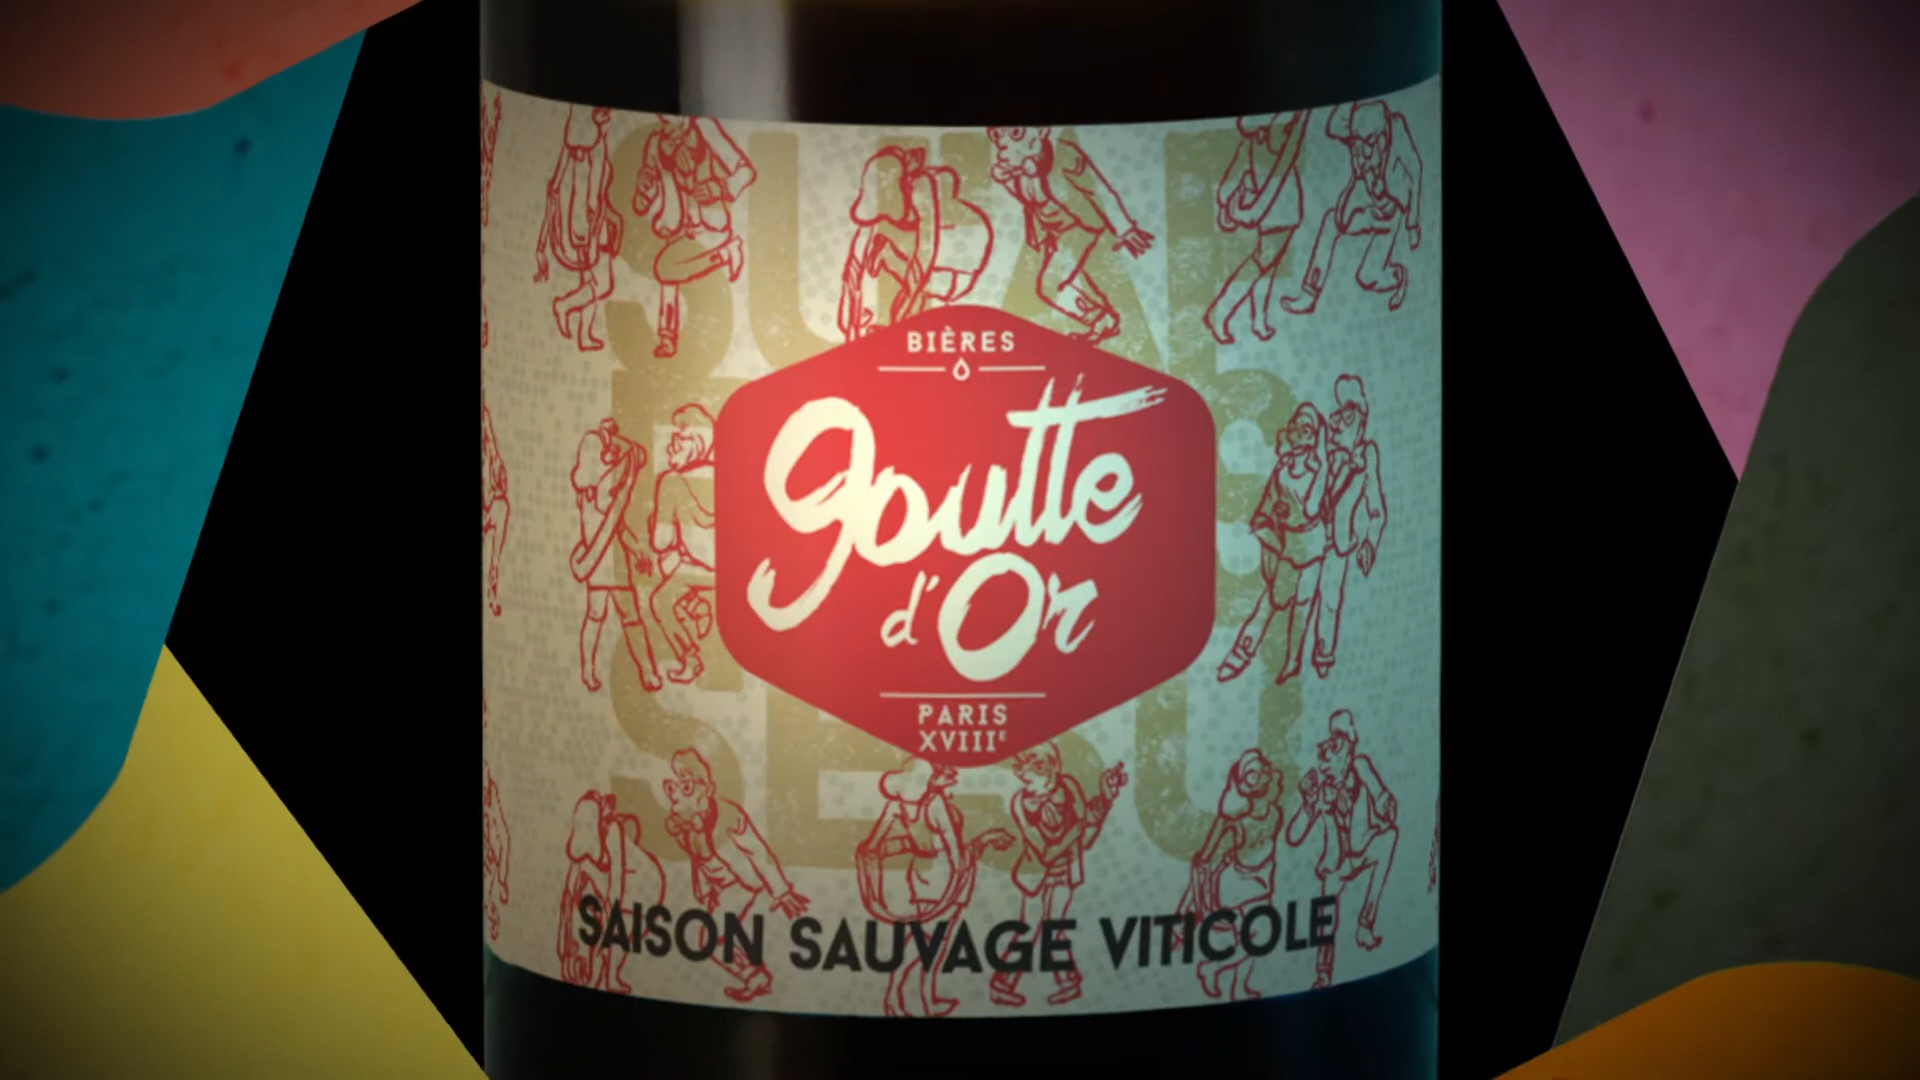 BIÈRES
goutte
d'Or
PARIS
XVIIIᴱ
SAISON SAUVAGE VITICOLE